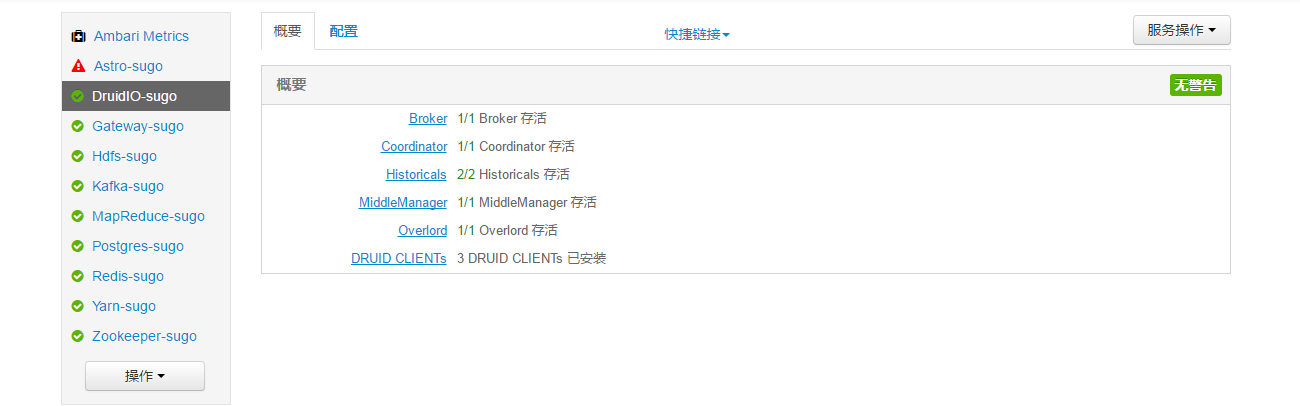 Ambari Metrics
Astro-sugo
DruidIO-sugo
Gateway-sugo
Hdfs-sugo
Kafka-sugo
MapReduce-sugo
Postgres-sugo
Redis-sugo
Yarn-sugo
Zookeeper-sugo
操作
概要 配置 快捷链接 服务操作
概要 无警告
Broker 1/1 Broker 存活
Coordinator 1/1 Coordinator 存活
Historicals 2/2 Historicals 存活
MiddleManager 1/1 MiddleManager 存活
Overlord 1/1 Overlord 存活
DRUID CLIENTs 3 DRUID CLIENTs 已安装